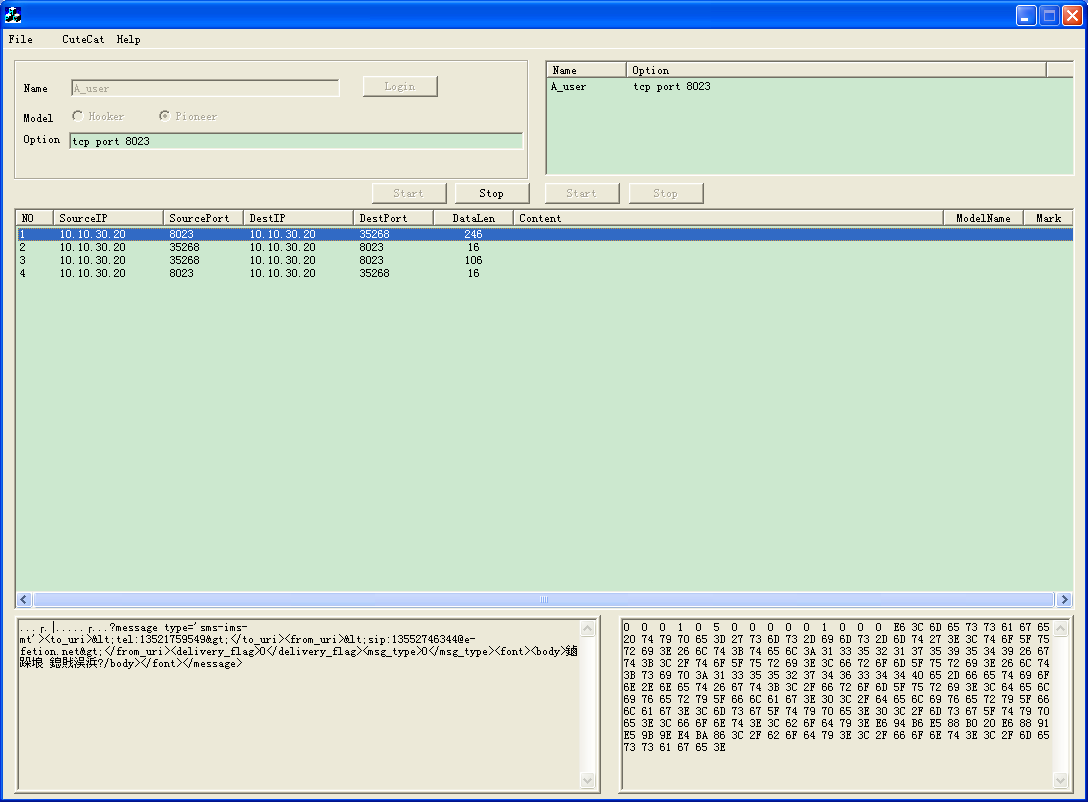 File CuteCat Help
Name A_user Login
Model Hooker Pioneer
Option tcp port 8023
Name Option
A_user tcp port 8023
Start Stop Start Stop
NO SourceIP SourcePort DestIP DestPort DataLen Content ModelName Mark
1 10.10.30.20 8023 10.10.30.20 35268 246
2 10.10.30.20 35268 10.10.30.20 8023 16
3 10.10.30.20 35268 10.10.30.20 8023 106
4 10.10.30.20 8023 10.10.30.20 35268 16
?message type='sms-ims-
mt'><to_uri>&lt;tel:13521759549&gt;</to_uri><from_uri>&lt;sip:13552746344@e-
fetion.net&gt;</from_uri><delivery_flag>0</delivery_flag><msg_type>0</msg_type><font><body>
?/body></font></message>
0 0 0 1 0 5 0 0 0 0 0 1 0 0 0 E6 3C 6D 65 73 73 61 67 65
20 74 79 70 65 3D 27 73 6D 73 2D 69 6D 73 2D 6D 74 27 3E 3C 74 6F 5F 75
72 69 3E 26 6C 74 3B 74 65 6C 3A 31 33 35 32 31 37 35 39 35 34 39 26 67
74 3B 3C 2F 74 6F 5F 75 72 69 3E 3C 66 72 6F 6D 5F 75 72 69 3E 26 6C 74
3B 73 69 70 3A 31 33 35 35 32 37 34 36 33 34 34 40 65 2D 66 65 74 69 6F
6E 2E 6E 65 74 26 67 74 3B 3C 2F 66 72 6F 6D 5F 75 72 69 3E 3C 64 65 6C
69 76 65 72 79 5F 66 6C 61 67 3E 30 3C 2F 64 65 6C 69 76 65 72 79 5F 66
6C 61 67 3E 3C 6D 73 67 5F 74 79 70 65 3E 30 3C 2F 6D 73 67 5F 74 79 70
65 3E 3C 66 6F 6E 74 3E 3C 62 6F 64 79 3E E6 94 B6 E5 88 B0 20 E6 88 91
E5 9B 9E E4 BA 86 3C 2F 62 6F 64 79 3E 3C 2F 66 6F 6E 74 3E 3C 2F 6D 65
73 73 61 67 65 3E